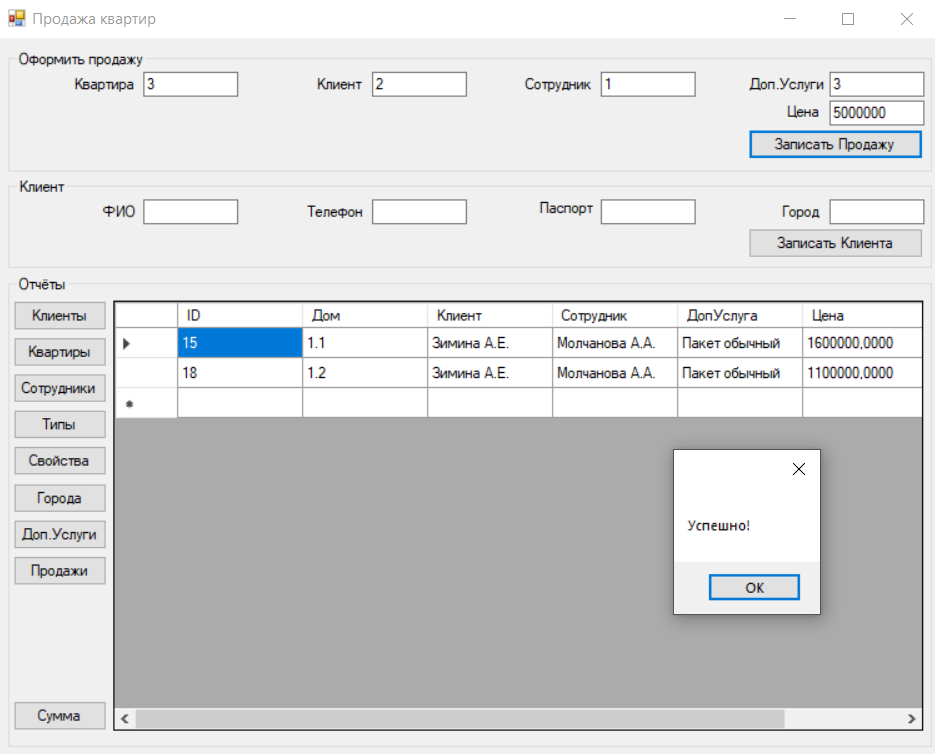 Продажа квартир
Оформить продажу
Квартира 3 Клиент 2 Сотрудник 1 Доп.Услуги 3
Цена 5000000
Записать Продажу
Клиент
ФИО Телефон Паспорт Город
Записать Клиента
Отчёты
Клиенты
Квартиры
Сотрудники
Типы
Свойства
Города
Доп.Услуги
Продажи
Сумма
ID Дом Клиент Сотрудник ДопУслуга Цена
15 1.1 Зимина А.Е. Молчанова А.А. Пакет обычный 1600000,0000
18 1.2 Зимина А.Е. Молчанова А.А. Пакет обычный 1100000,0000
Успешно!
ОК